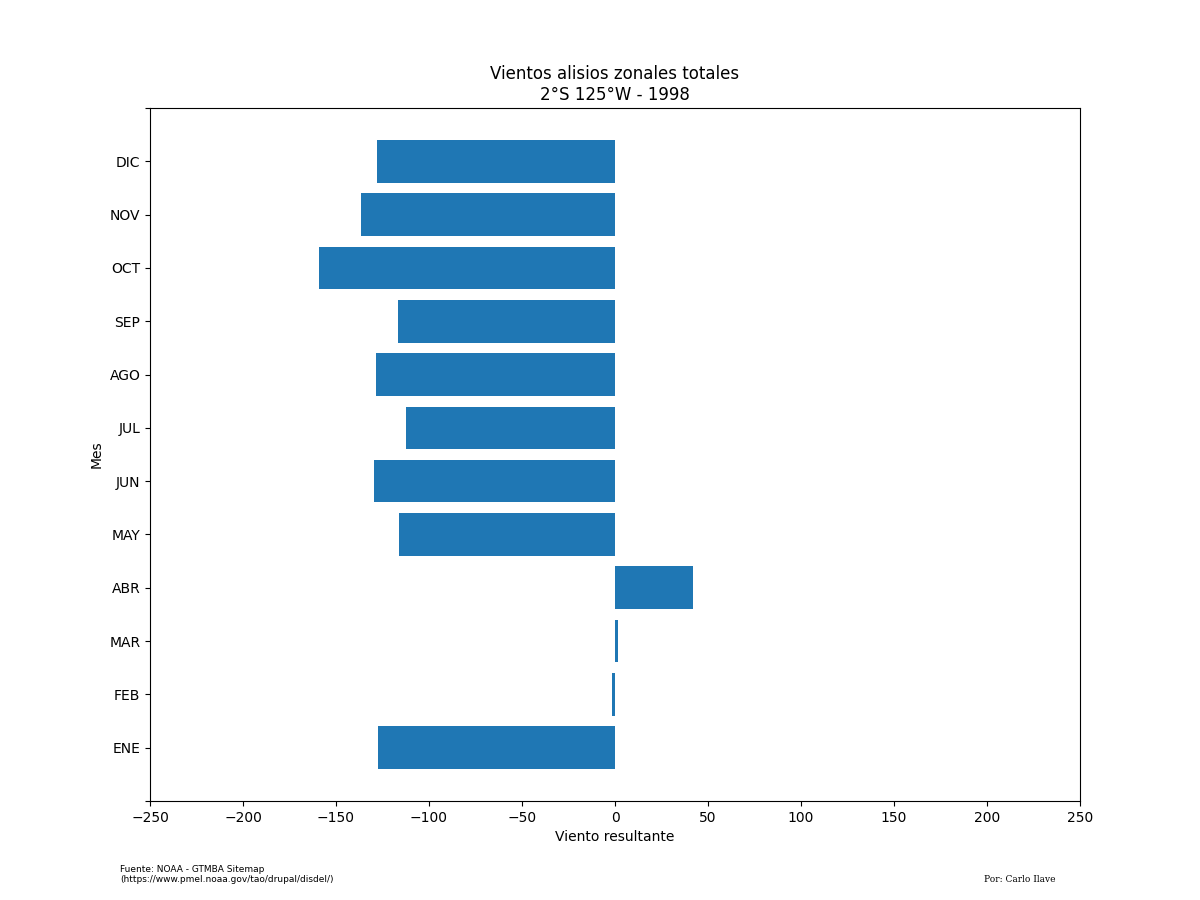 Vientos alisios zonales totales
2°S 125°W - 1998
DIC
NOV
OCT
SEP
AGO
JUL
JUN
MAY
ABR
MAR
FEB
ENE
Mes
−250 −200 −150 −100 −50 0 50 100 150 200 250
Viento resultante
Fuente: NOAA - GTMBA Sitemap
(https://www.pmel.noaa.gov/tao/drupal/disdel/)
Por: Carlo Ilave